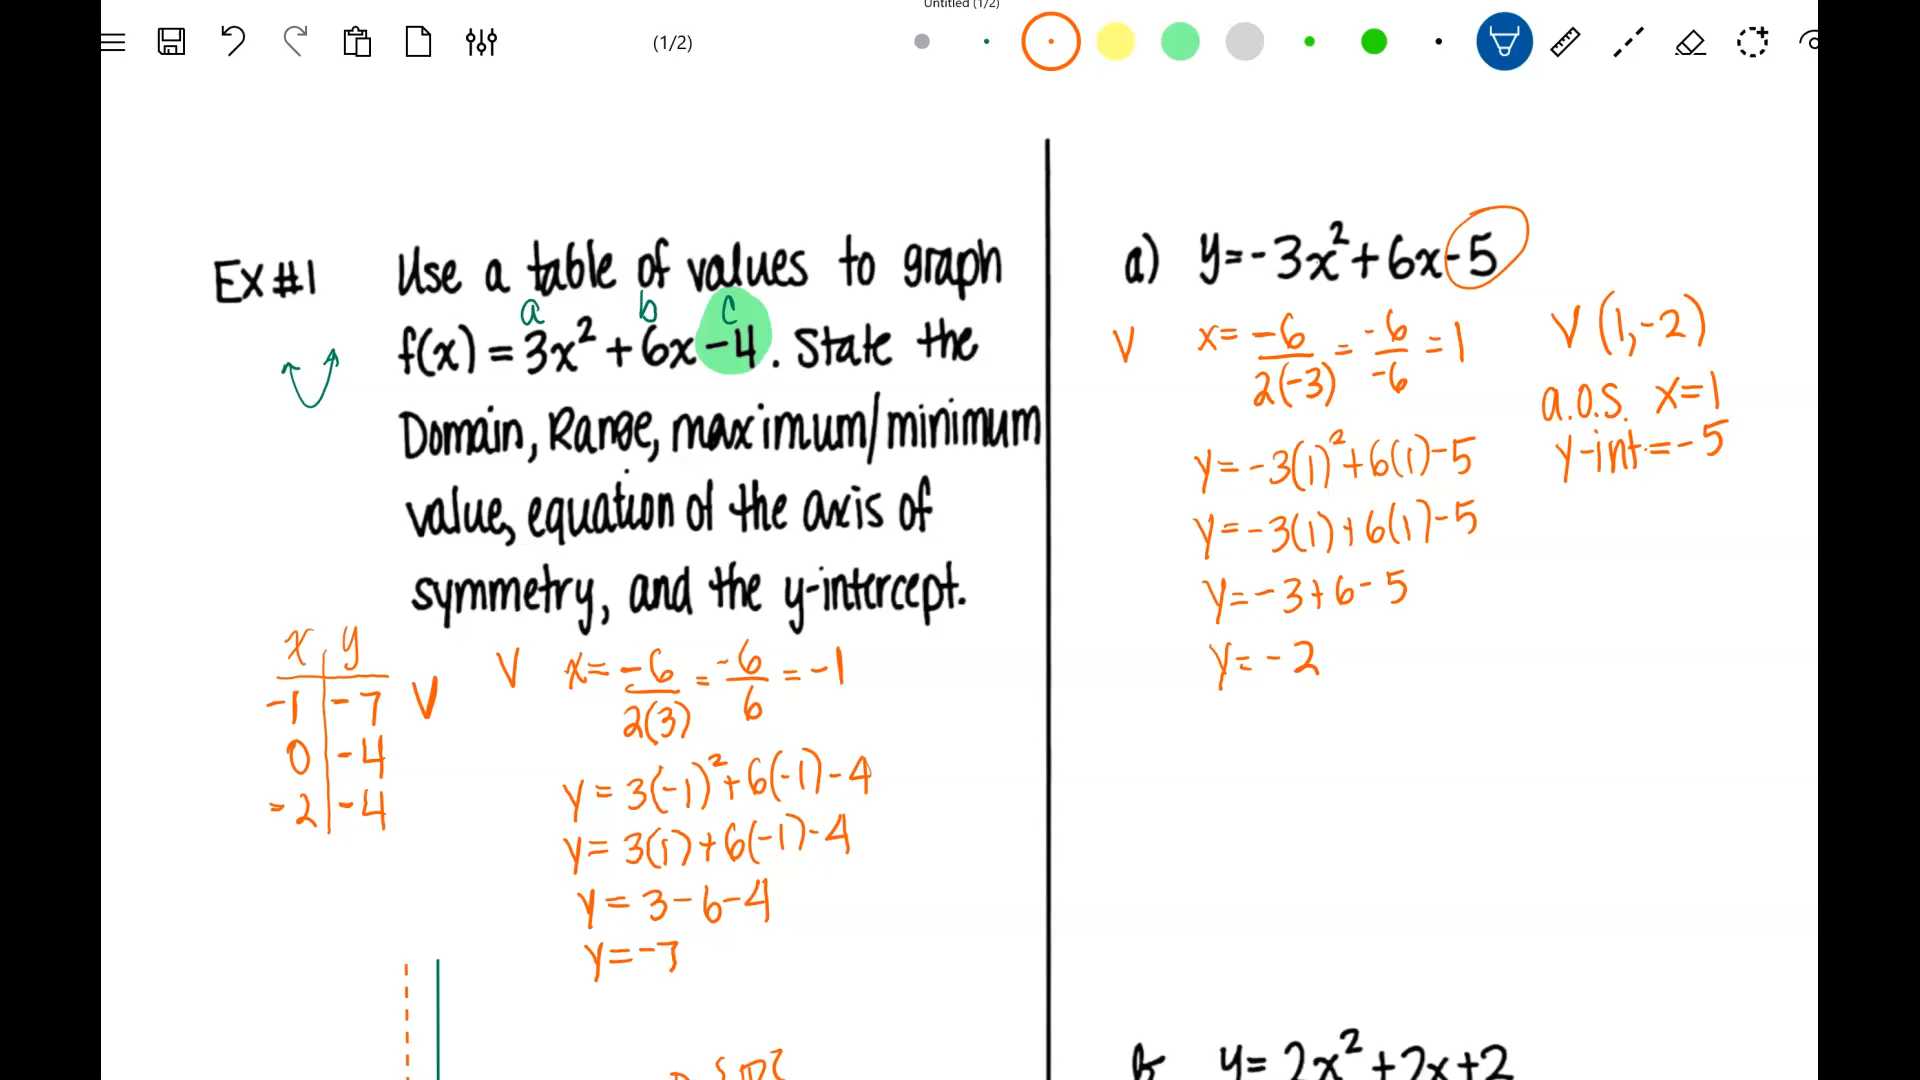 Untitled (1/2)
(1/2)
Ex #1 Use a table of values to graph
a b c
f(x) = 3x² + 6x - 4. State the
Domain, Range, maximum/minimum
value, equation of the axis of
symmetry, and the y-intercept.
x y
-1 -7 V
0 -4
-2 -4
V x = -6/2(3) = -6/6 = -1
y = 3(-1)² + 6(-1) - 4
y = 3(1) + 6(-1) - 4
y = 3 - 6 - 4
y = -7
a) y = -3x² + 6x - 5
V x = -6/2(-3) = -6/-6 = 1
y = -3(1)² + 6(1) - 5
y = -3(1) + 6(1) - 5
y = -3 + 6 - 5
y = -2
V (1, -2)
a.o.s. x = 1
y-int = -5
y = 2x² + 2x + 2